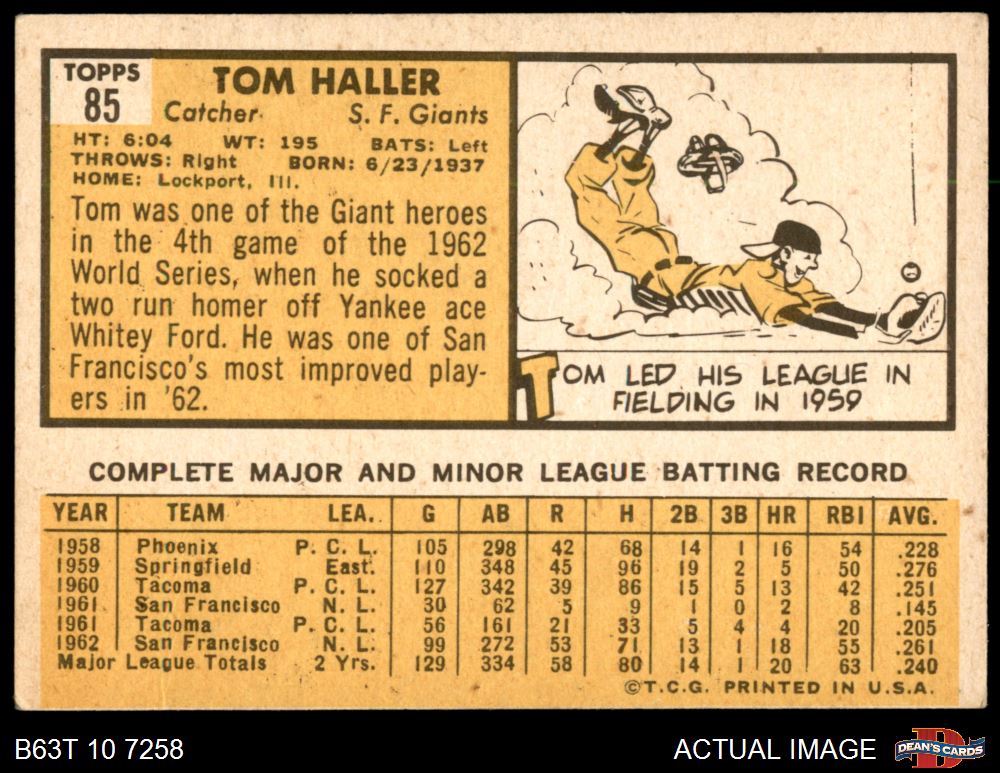 TOPPS
85
TOM HALLER
Catcher S. F. Giants
HT: 6:04 WT: 195 BATS: Left
THROWS: Right BORN: 6/23/1937
HOME: Lockport, Ill.
Tom was one of the Giant heroes
in the 4th game of the 1962
World Series, when he socked a
two run homer off Yankee ace
Whitey Ford. He was one of San
Francisco's most improved play-
ers in '62.
TOM LED HIS LEAGUE IN
FIELDING IN 1959
COMPLETE MAJOR AND MINOR LEAGUE BATTING RECORD
YEAR TEAM LEA. G AB R H 2B 3B HR RBI AVG.
1958 Phoenix P. C. L. 105 298 42 68 14 1 16 54 .228
1959 Springfield East. 110 348 45 96 19 2 5 50 .276
1960 Tacoma P. C. L. 127 342 39 86 15 5 13 42 .251
1961 San Francisco N. L. 30 62 5 9 1 0 2 8 .145
1961 Tacoma P. C. L. 56 161 21 33 5 4 4 20 .205
1962 San Francisco N. L. 99 272 53 71 13 1 18 55 .261
Major League Totals 2 Yrs. 129 334 58 80 14 1 20 63 .240
©T.C.G. PRINTED IN U.S.A.
B63T 10 7258 ACTUAL IMAGE DEAN'S CARDS